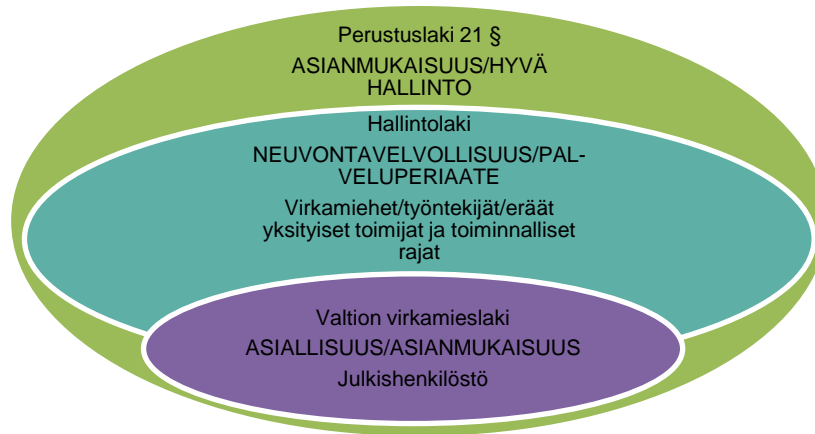 Perustuslaki 21 §
ASIANMUKAISUUS/HYVÄ
HALLINTO
Hallintolaki
NEUVONTAVELVOLLISUUS/PAL-
VELUPERIAATE
Virkamiehet/työntekijät/eräät
yksityiset toimijat ja toiminnalliset
rajat
Valtion virkamieslaki
ASIALLISUUS/ASIANMUKAISUUS
Julkishenkilöstö